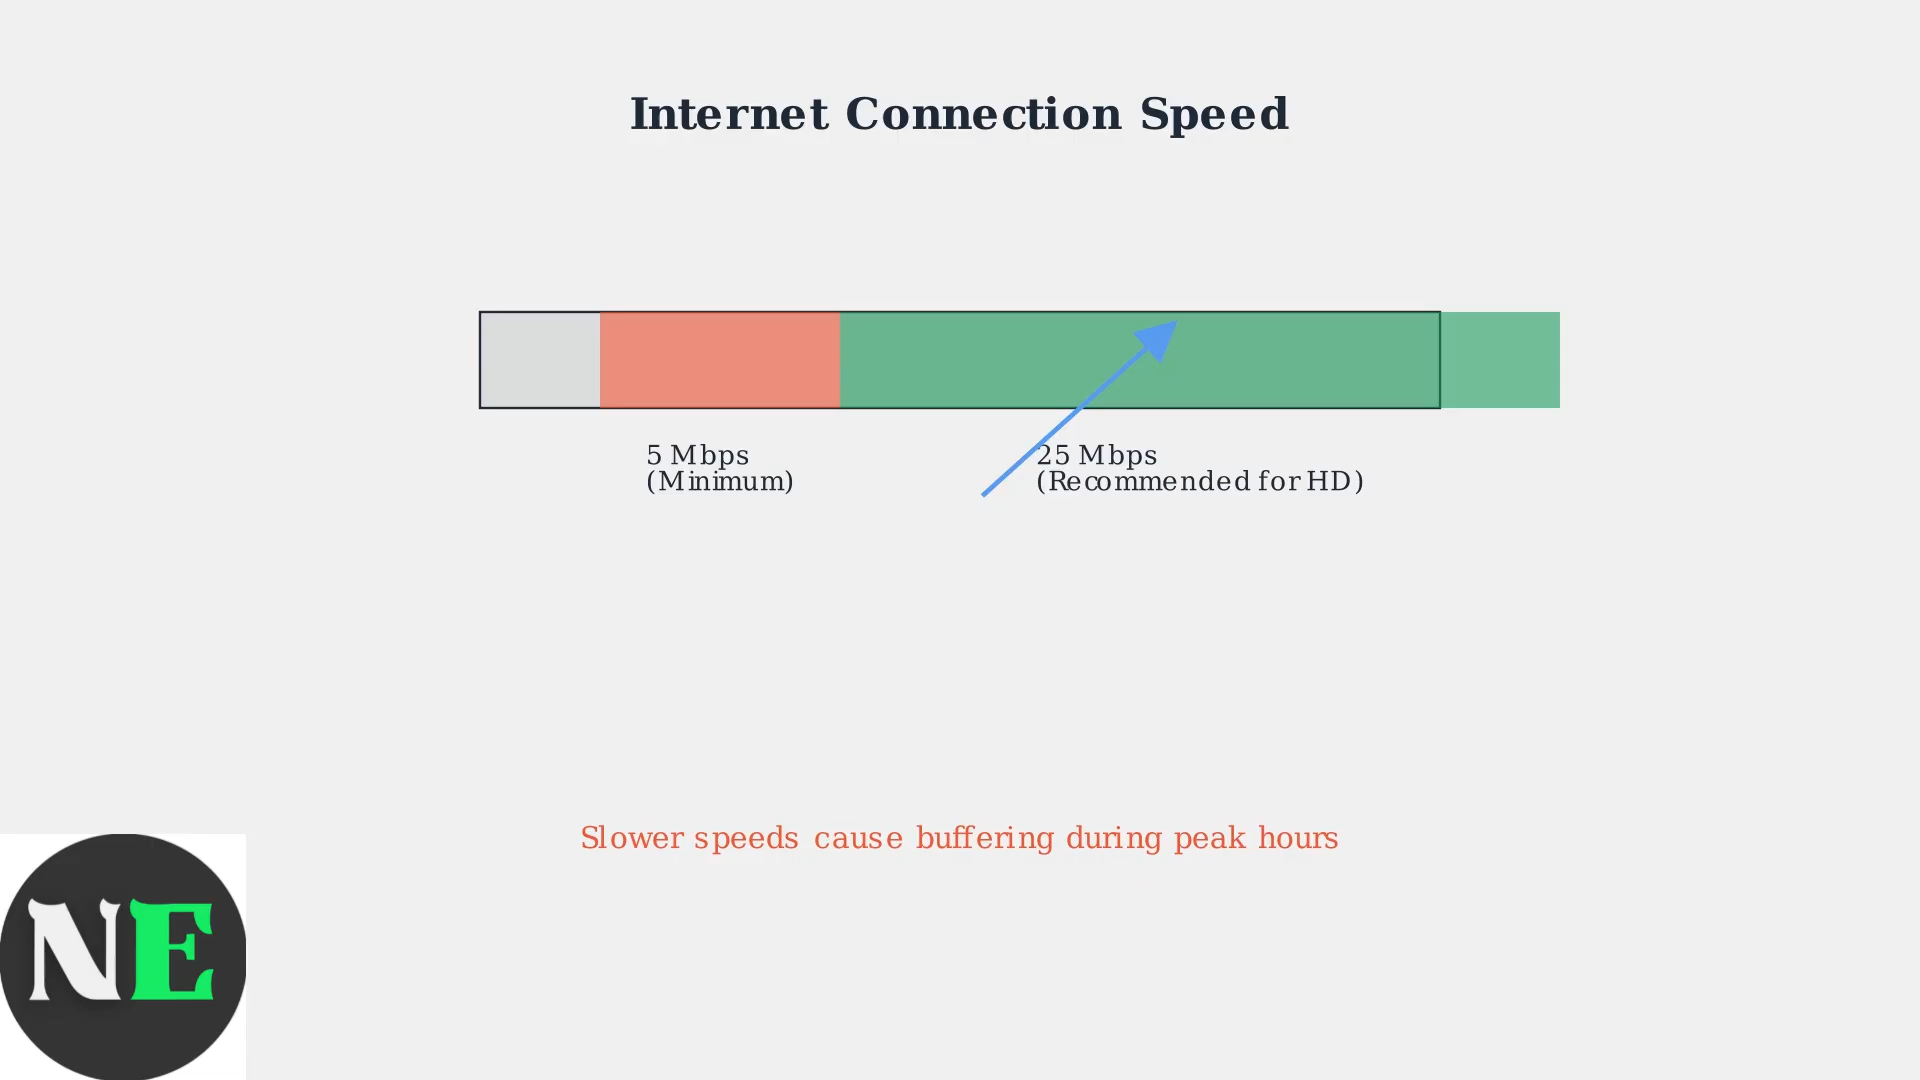 Internet Connection Speed
5 Mbps
(Minimum)
25 Mbps
(Recommended for HD)
Slower speeds cause buffering during peak hours
NE